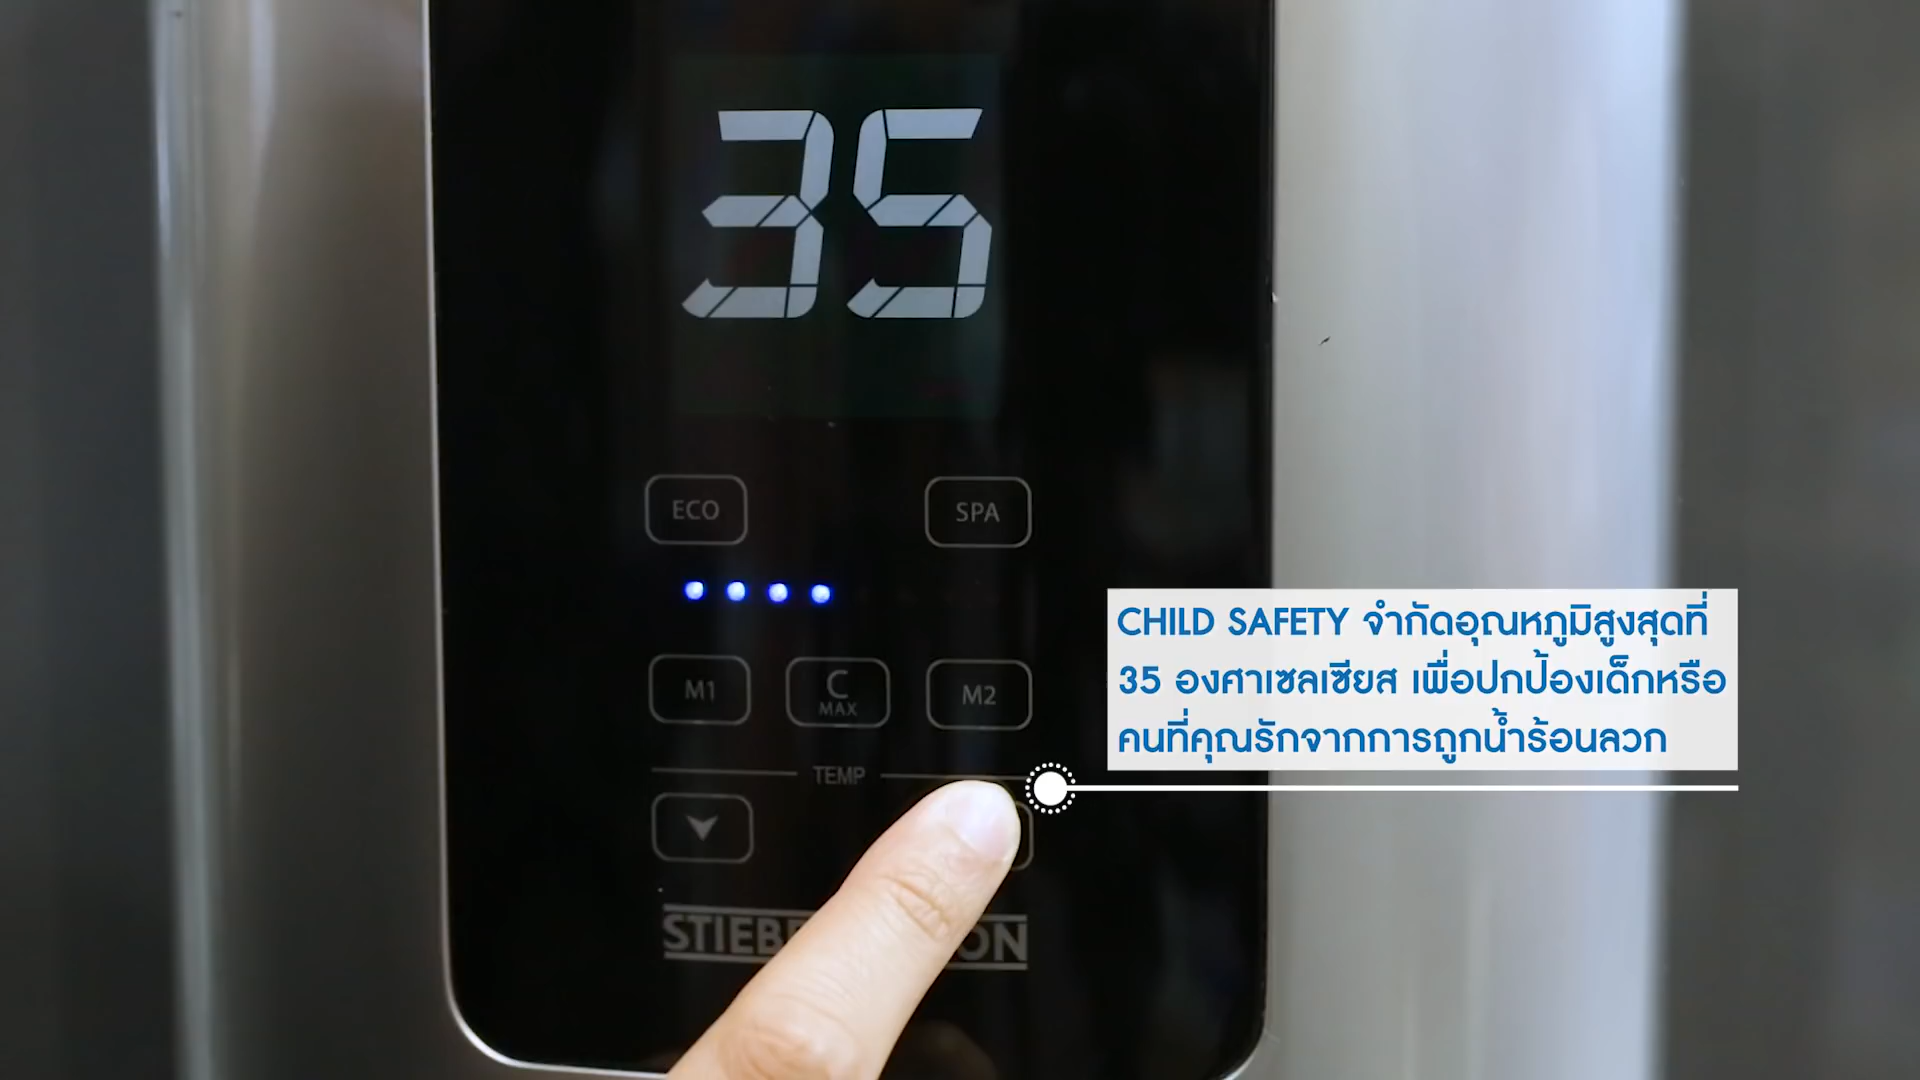 35
ECO SPA
M1 C MAX M2
TEMP
CHILD SAFETY จำกัดอุณหภูมิสูงสุดที่
35 องศาเซลเซียส เพื่อปกป้องเด็กหรือ
คนที่คุณรักจากการถูกน้ำร้อนลวก